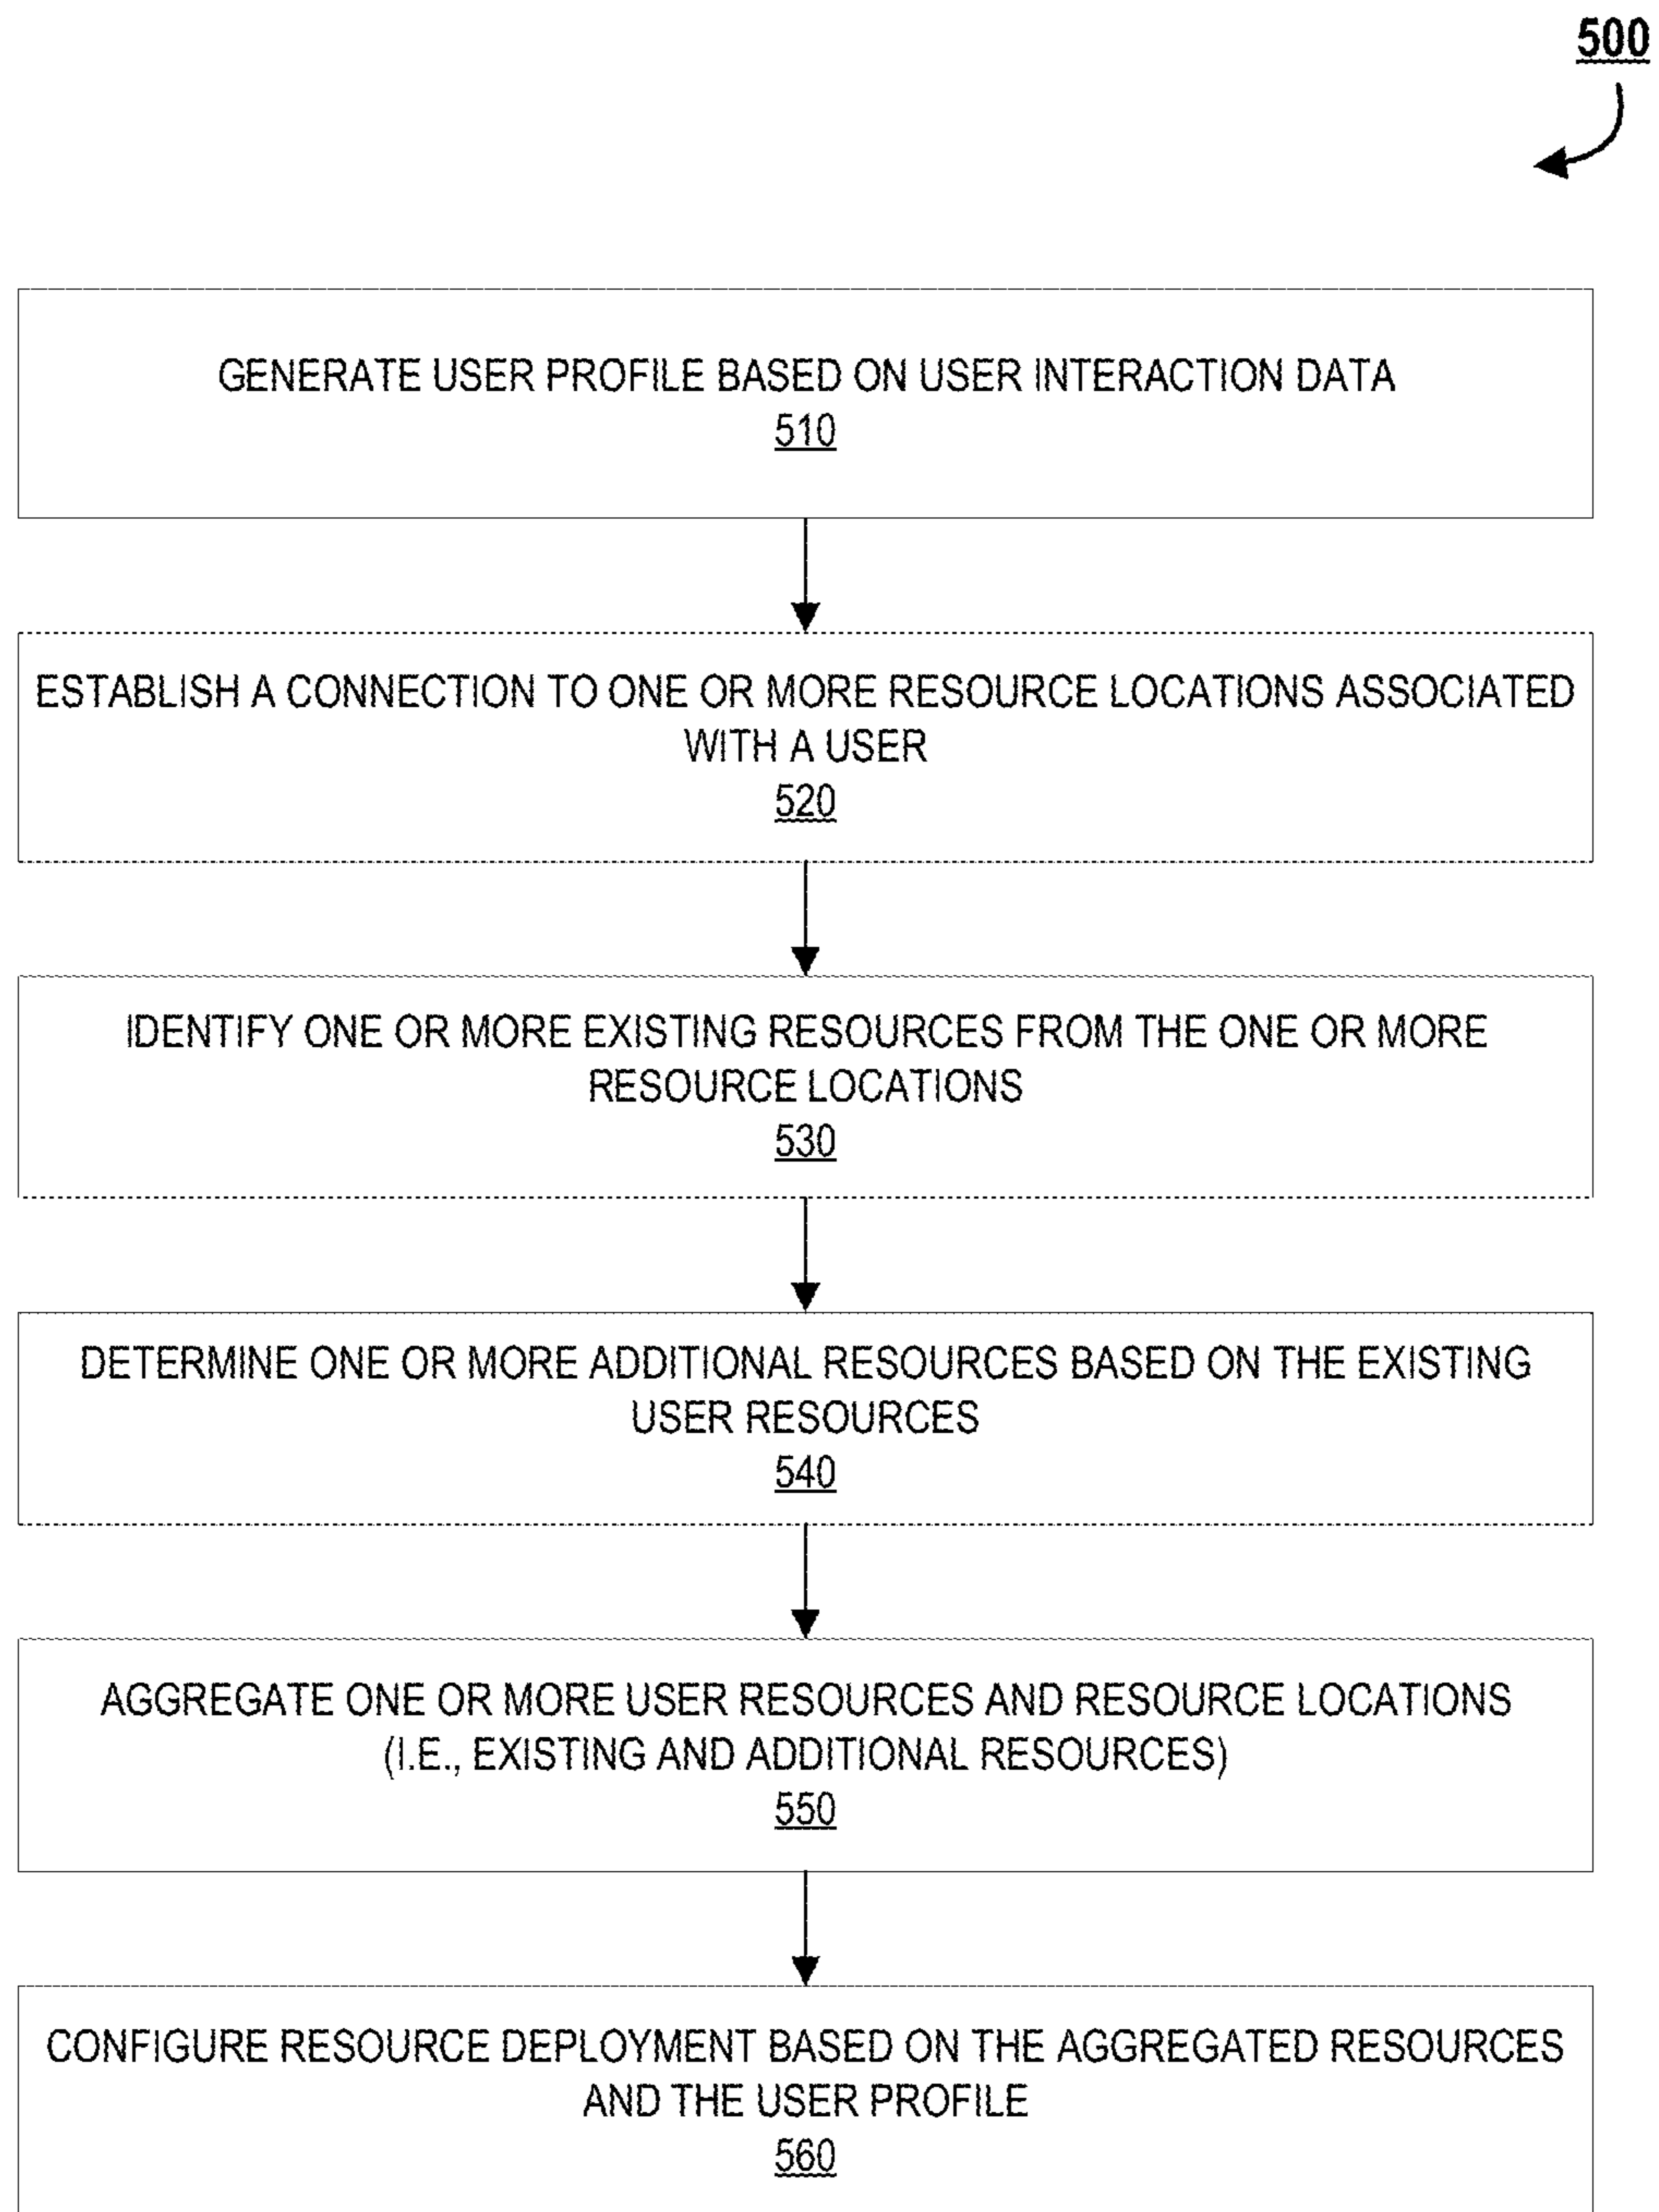 500
GENERATE USER PROFILE BASED ON USER INTERACTION DATA
510
ESTABLISH A CONNECTION TO ONE OR MORE RESOURCE LOCATIONS ASSOCIATED
WITH A USER
520
IDENTIFY ONE OR MORE EXISTING RESOURCES FROM THE ONE OR MORE
RESOURCE LOCATIONS
530
DETERMINE ONE OR MORE ADDITIONAL RESOURCES BASED ON THE EXISTING
USER RESOURCES
540
AGGREGATE ONE OR MORE USER RESOURCES AND RESOURCE LOCATIONS
(I.E., EXISTING AND ADDITIONAL RESOURCES)
550
CONFIGURE RESOURCE DEPLOYMENT BASED ON THE AGGREGATED RESOURCES
AND THE USER PROFILE
560